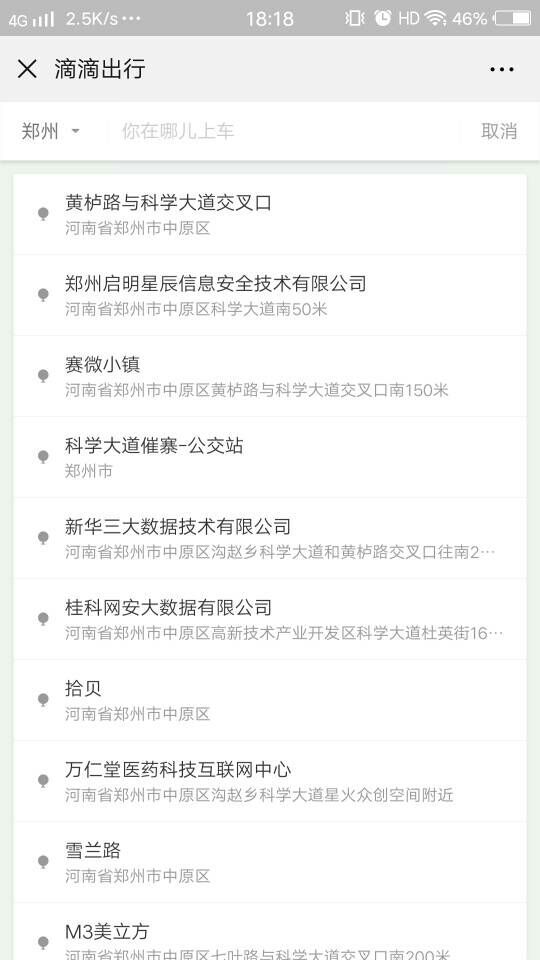 4G 2.5K/s 18:18 HD 46%
滴滴出行
郑州 你在哪儿上车 取消
黄栌路与科学大道交叉口
河南省郑州市中原区
郑州启明星辰信息安全技术有限公司
河南省郑州市中原区科学大道南50米
赛微小镇
河南省郑州市中原区黄栌路与科学大道交叉口南150米
科学大道催寨-公交站
郑州市
新华三大数据技术有限公司
河南省郑州市中原区沟赵乡科学大道和黄栌路交叉口往南2…
桂科网安大数据有限公司
河南省郑州市中原区高新技术产业开发区科学大道杜英街16…
拾贝
河南省郑州市中原区
万仁堂医药科技互联网中心
河南省郑州市中原区沟赵乡科学大道星火众创空间附近
雪兰路
河南省郑州市中原区
M3美立方
河南省郑州市中原区七叶路与科学大道向南200米